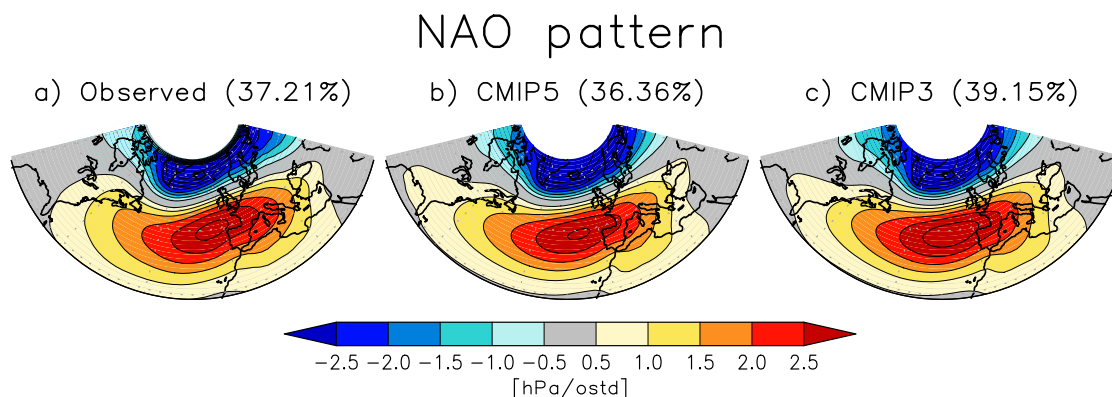 NAO pattern
a) Observed (37.21%) b) CMIP5 (36.36%) c) CMIP3 (39.15%)
−2.5 −2.0 −1.5 −1.0 −0.5 0.5 1.0 1.5 2.0 2.5
[hPa/ostd]